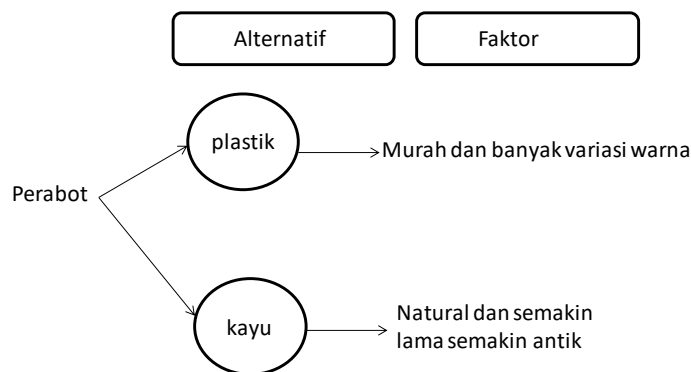 Alternatif
Faktor
plastik
Murah dan banyak variasi warna
Perabot
kayu
Natural dan semakin
lama semakin antik